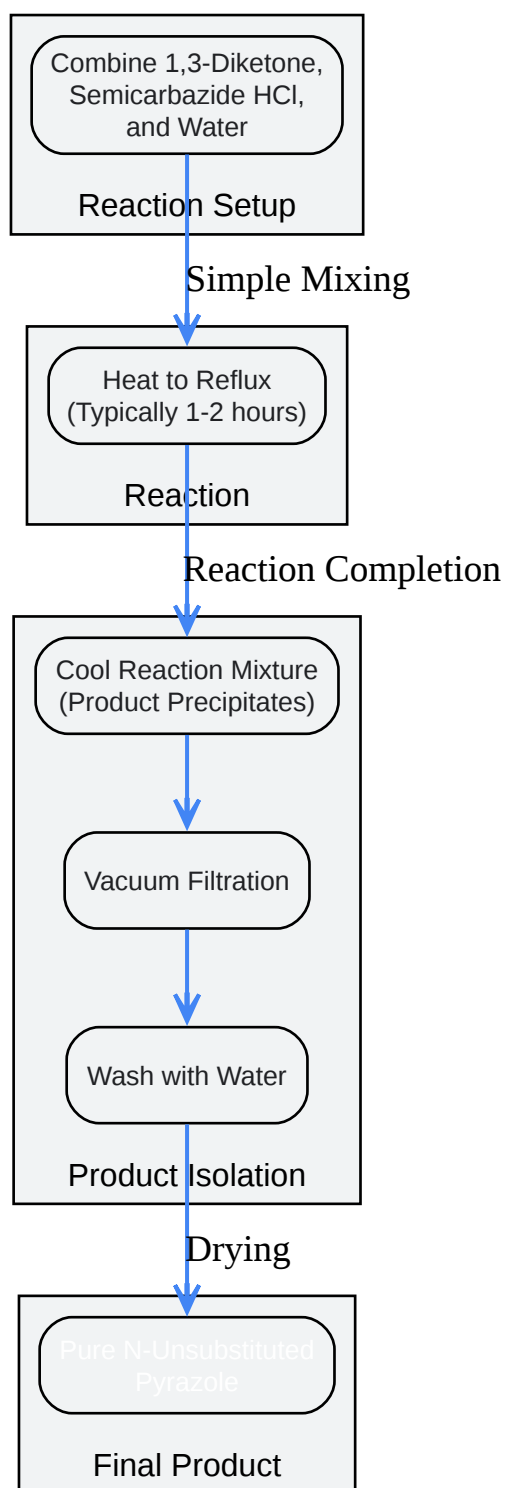 Combine 1,3-Diketone,
Semicarbazide HCl,
and Water
Reaction Setup
Simple Mixing
Heat to Reflux
(Typically 1-2 hours)
Reaction
Reaction Completion
Cool Reaction Mixture
(Product Precipitates)
Vacuum Filtration
Wash with Water
Product Isolation
Drying
Pure N-Unsubstituted
Pyrazole
Final Product